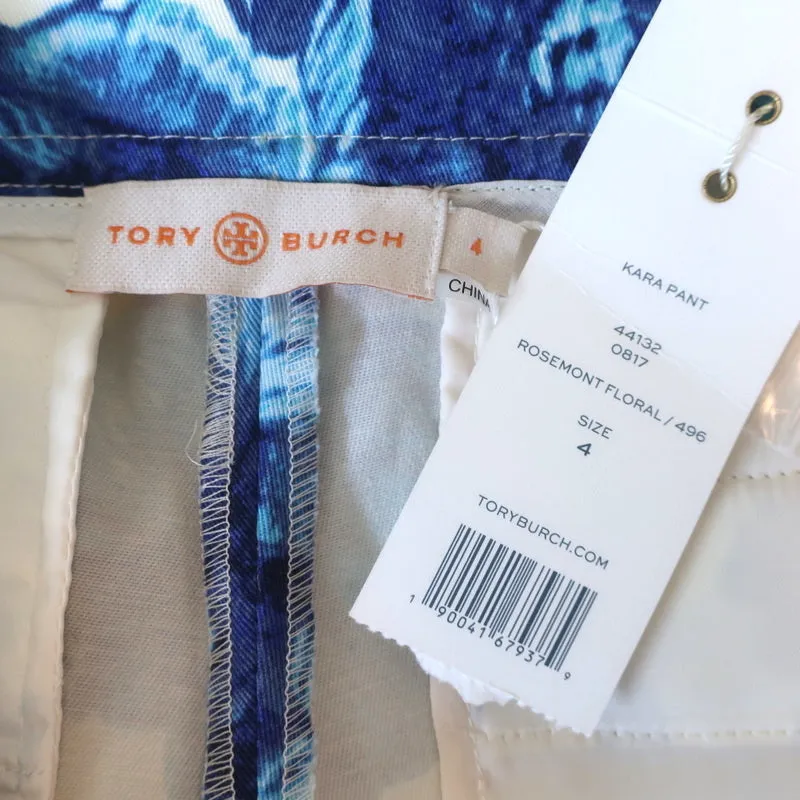 TORY BURCH
4
CHINA
KARA PANT
44132
0817
ROSEMONT FLORAL / 496
SIZE
4
TORYBURCH.COM
1 90041 67937 9